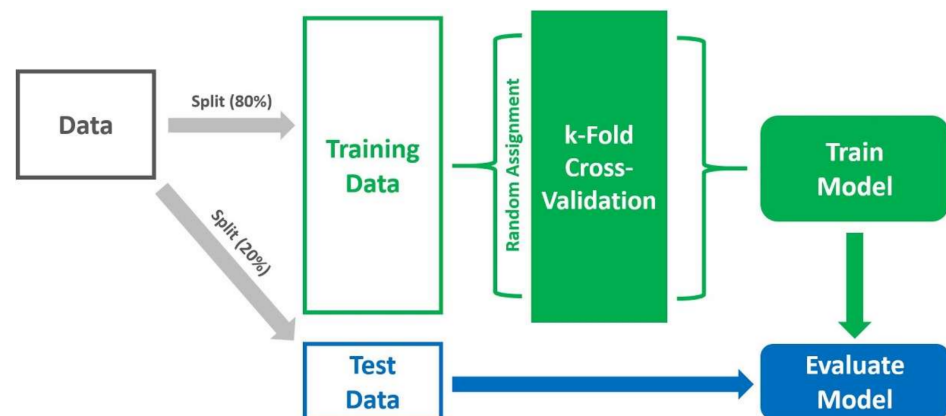 Data
Split (80%)
Split (20%)
Training
Data
Random Assignment
k-Fold
Cross-
Validation
Train
Model
Test
Data
Evaluate
Model